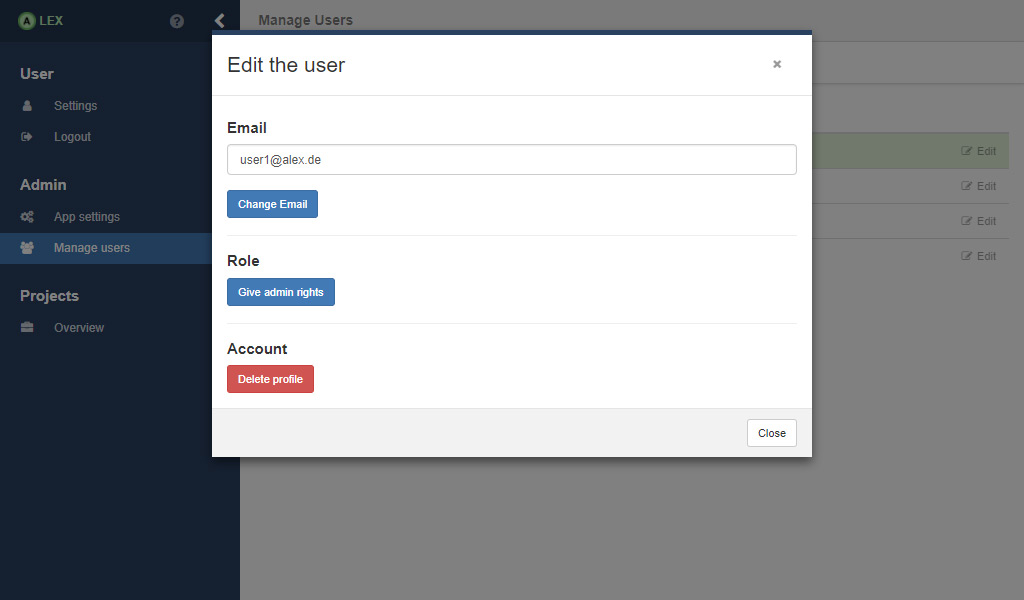 A LEX ?
Manage Users
User
Settings
Logout
Admin
App settings
Manage users
Projects
Overview
Edit the user
×
Email
user1@alex.de
Change Email
Role
Give admin rights
Account
Delete profile
Close
Edit
Edit
Edit
Edit